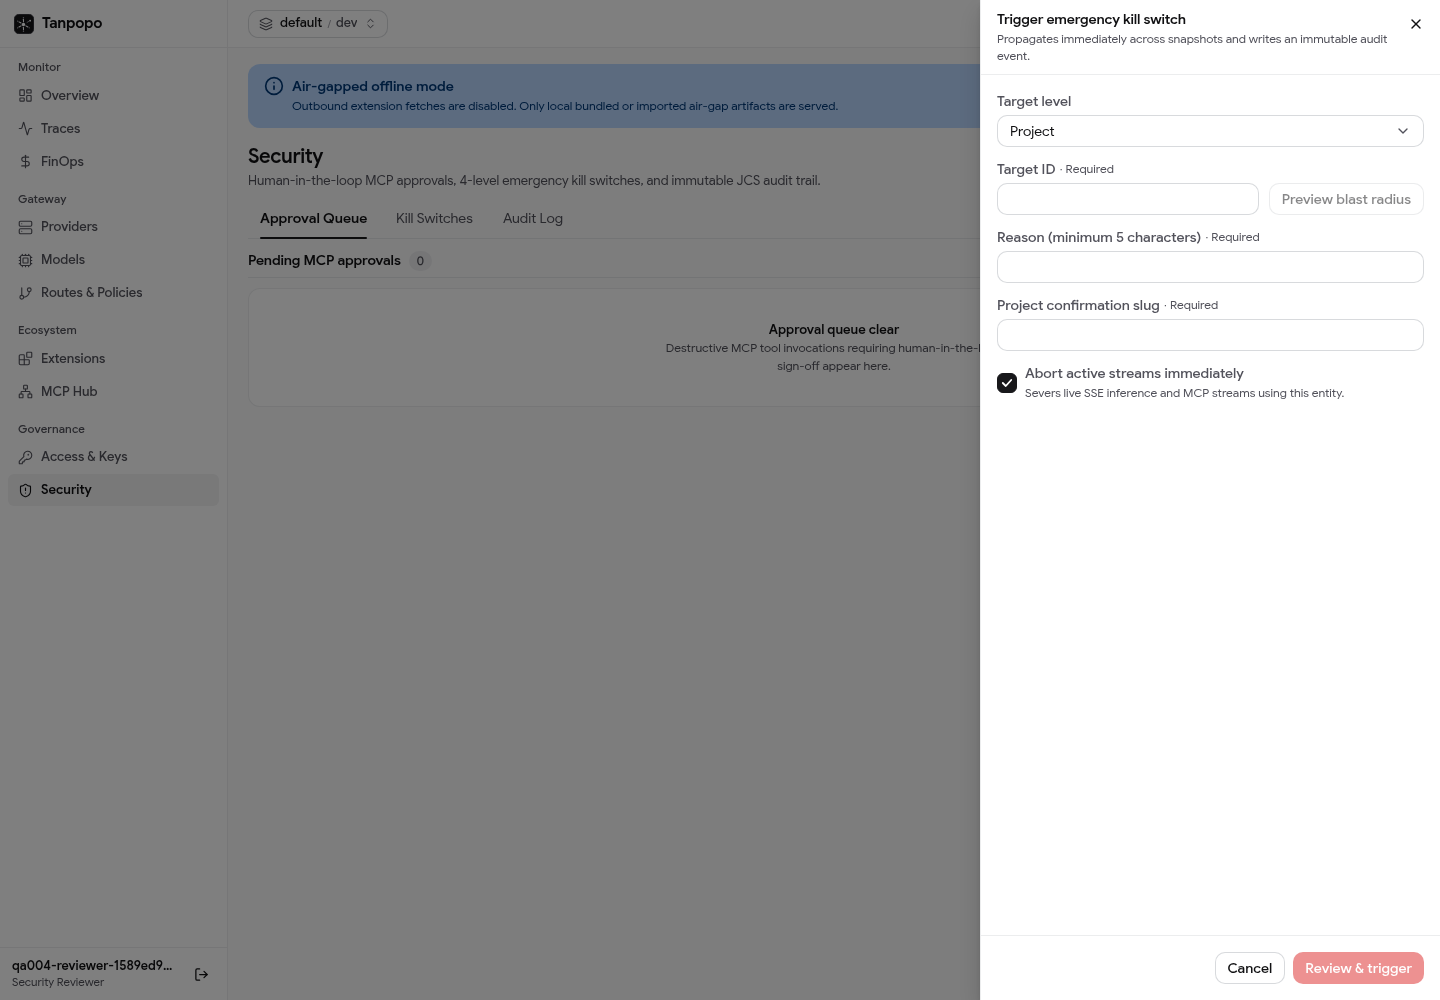 Tanpopo
Monitor
Overview
Traces
FinOps
Gateway
Providers
Models
Routes & Policies
Ecosystem
Extensions
MCP Hub
Governance
Access & Keys
Security
qa004-reviewer-1589ed9...
Security Reviewer
default / dev
Air-gapped offline mode
Outbound extension fetches are disabled. Only local bundled or imported air-gap artifacts are served.
Security
Human-in-the-loop MCP approvals, 4-level emergency kill switches, and immutable JCS audit trail.
Approval Queue Kill Switches Audit Log
Pending MCP approvals 0
Approval queue clear
Destructive MCP tool invocations requiring human-in-the-
sign-off appear here.
Trigger emergency kill switch
Propagates immediately across snapshots and writes an immutable audit
event.
Target level
Project
Target ID · Required
Preview blast radius
Reason (minimum 5 characters) · Required
Project confirmation slug · Required
Abort active streams immediately
Severs live SSE inference and MCP streams using this entity.
Cancel Review & trigger